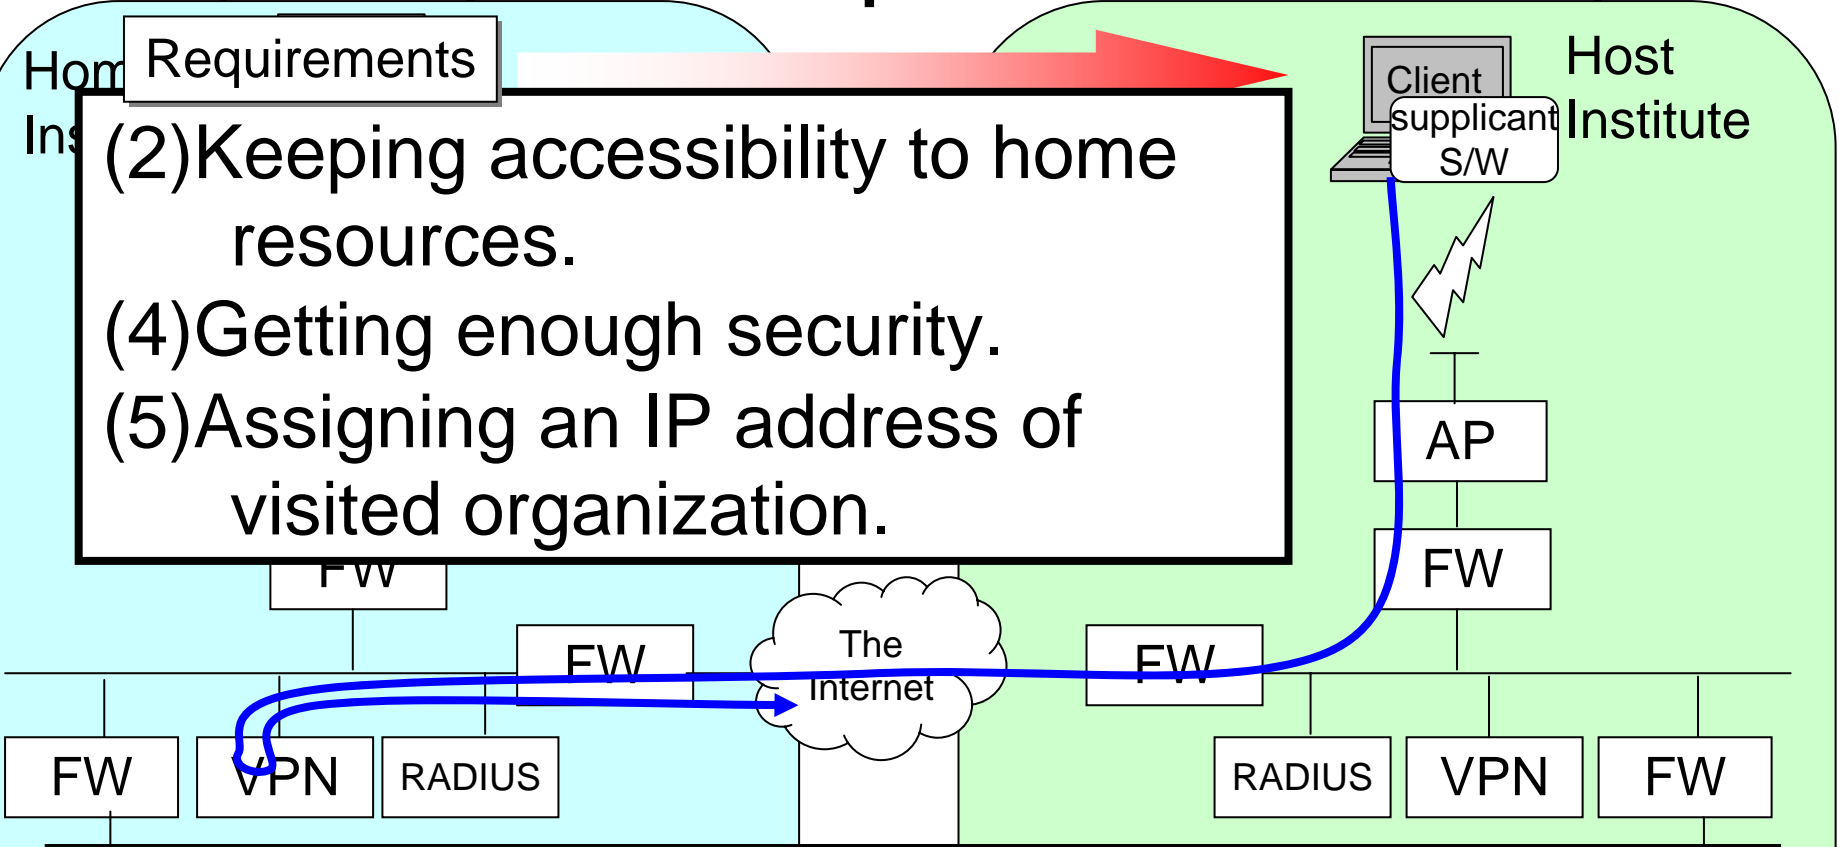 Requirements
(2)Keeping accessibility to home
resources.
(4)Getting enough security.
(5)Assigning an IP address of
visited organization.
Host
Institute
Client
supplicant
S/W
AP
FW
FW
The
Internet
FW
FW
FW
VPN
RADIUS
RADIUS
VPN
FW